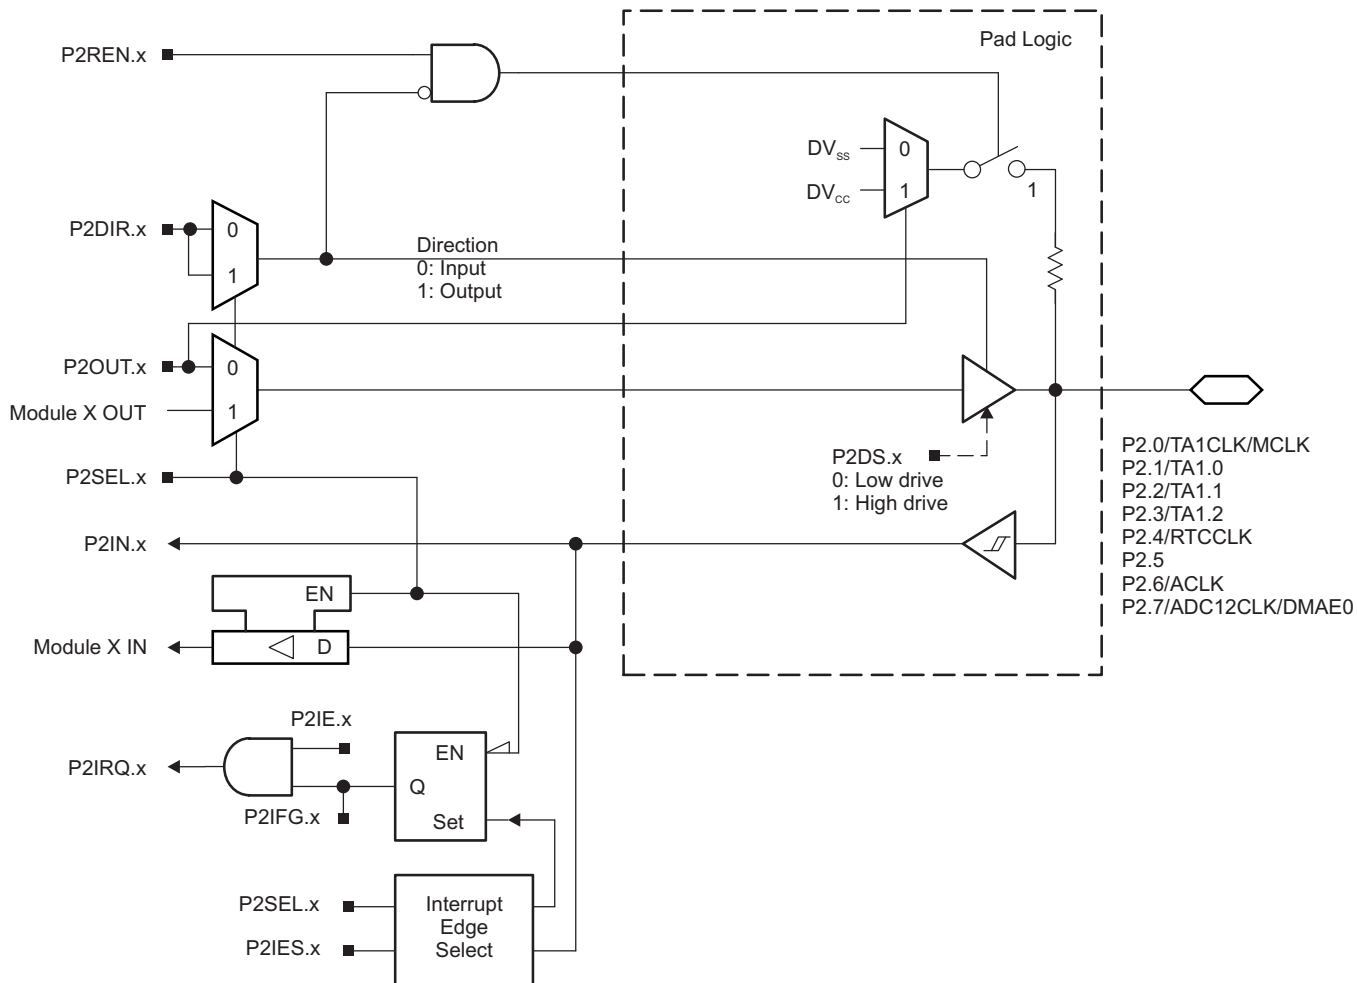 Pad Logic
P2REN.x
DVSS
0
DVCC
1
1
P2DIR.x
0
1
Direction
0: Input
1: Output
P2OUT.x
0
Module X OUT
1
P2SEL.x
P2DS.x
0: Low drive
1: High drive
P2.0/TA1CLK/MCLK
P2.1/TA1.0
P2.2/TA1.1
P2.3/TA1.2
P2.4/RTCCLK
P2.5
P2.6/ACLK
P2.7/ADC12CLK/DMAE0
P2IN.x
EN
Module X IN
D
P2IE.x
P2IRQ.x
EN
Q
P2IFG.x
Set
P2SEL.x
P2IES.x
Interrupt
Edge
Select